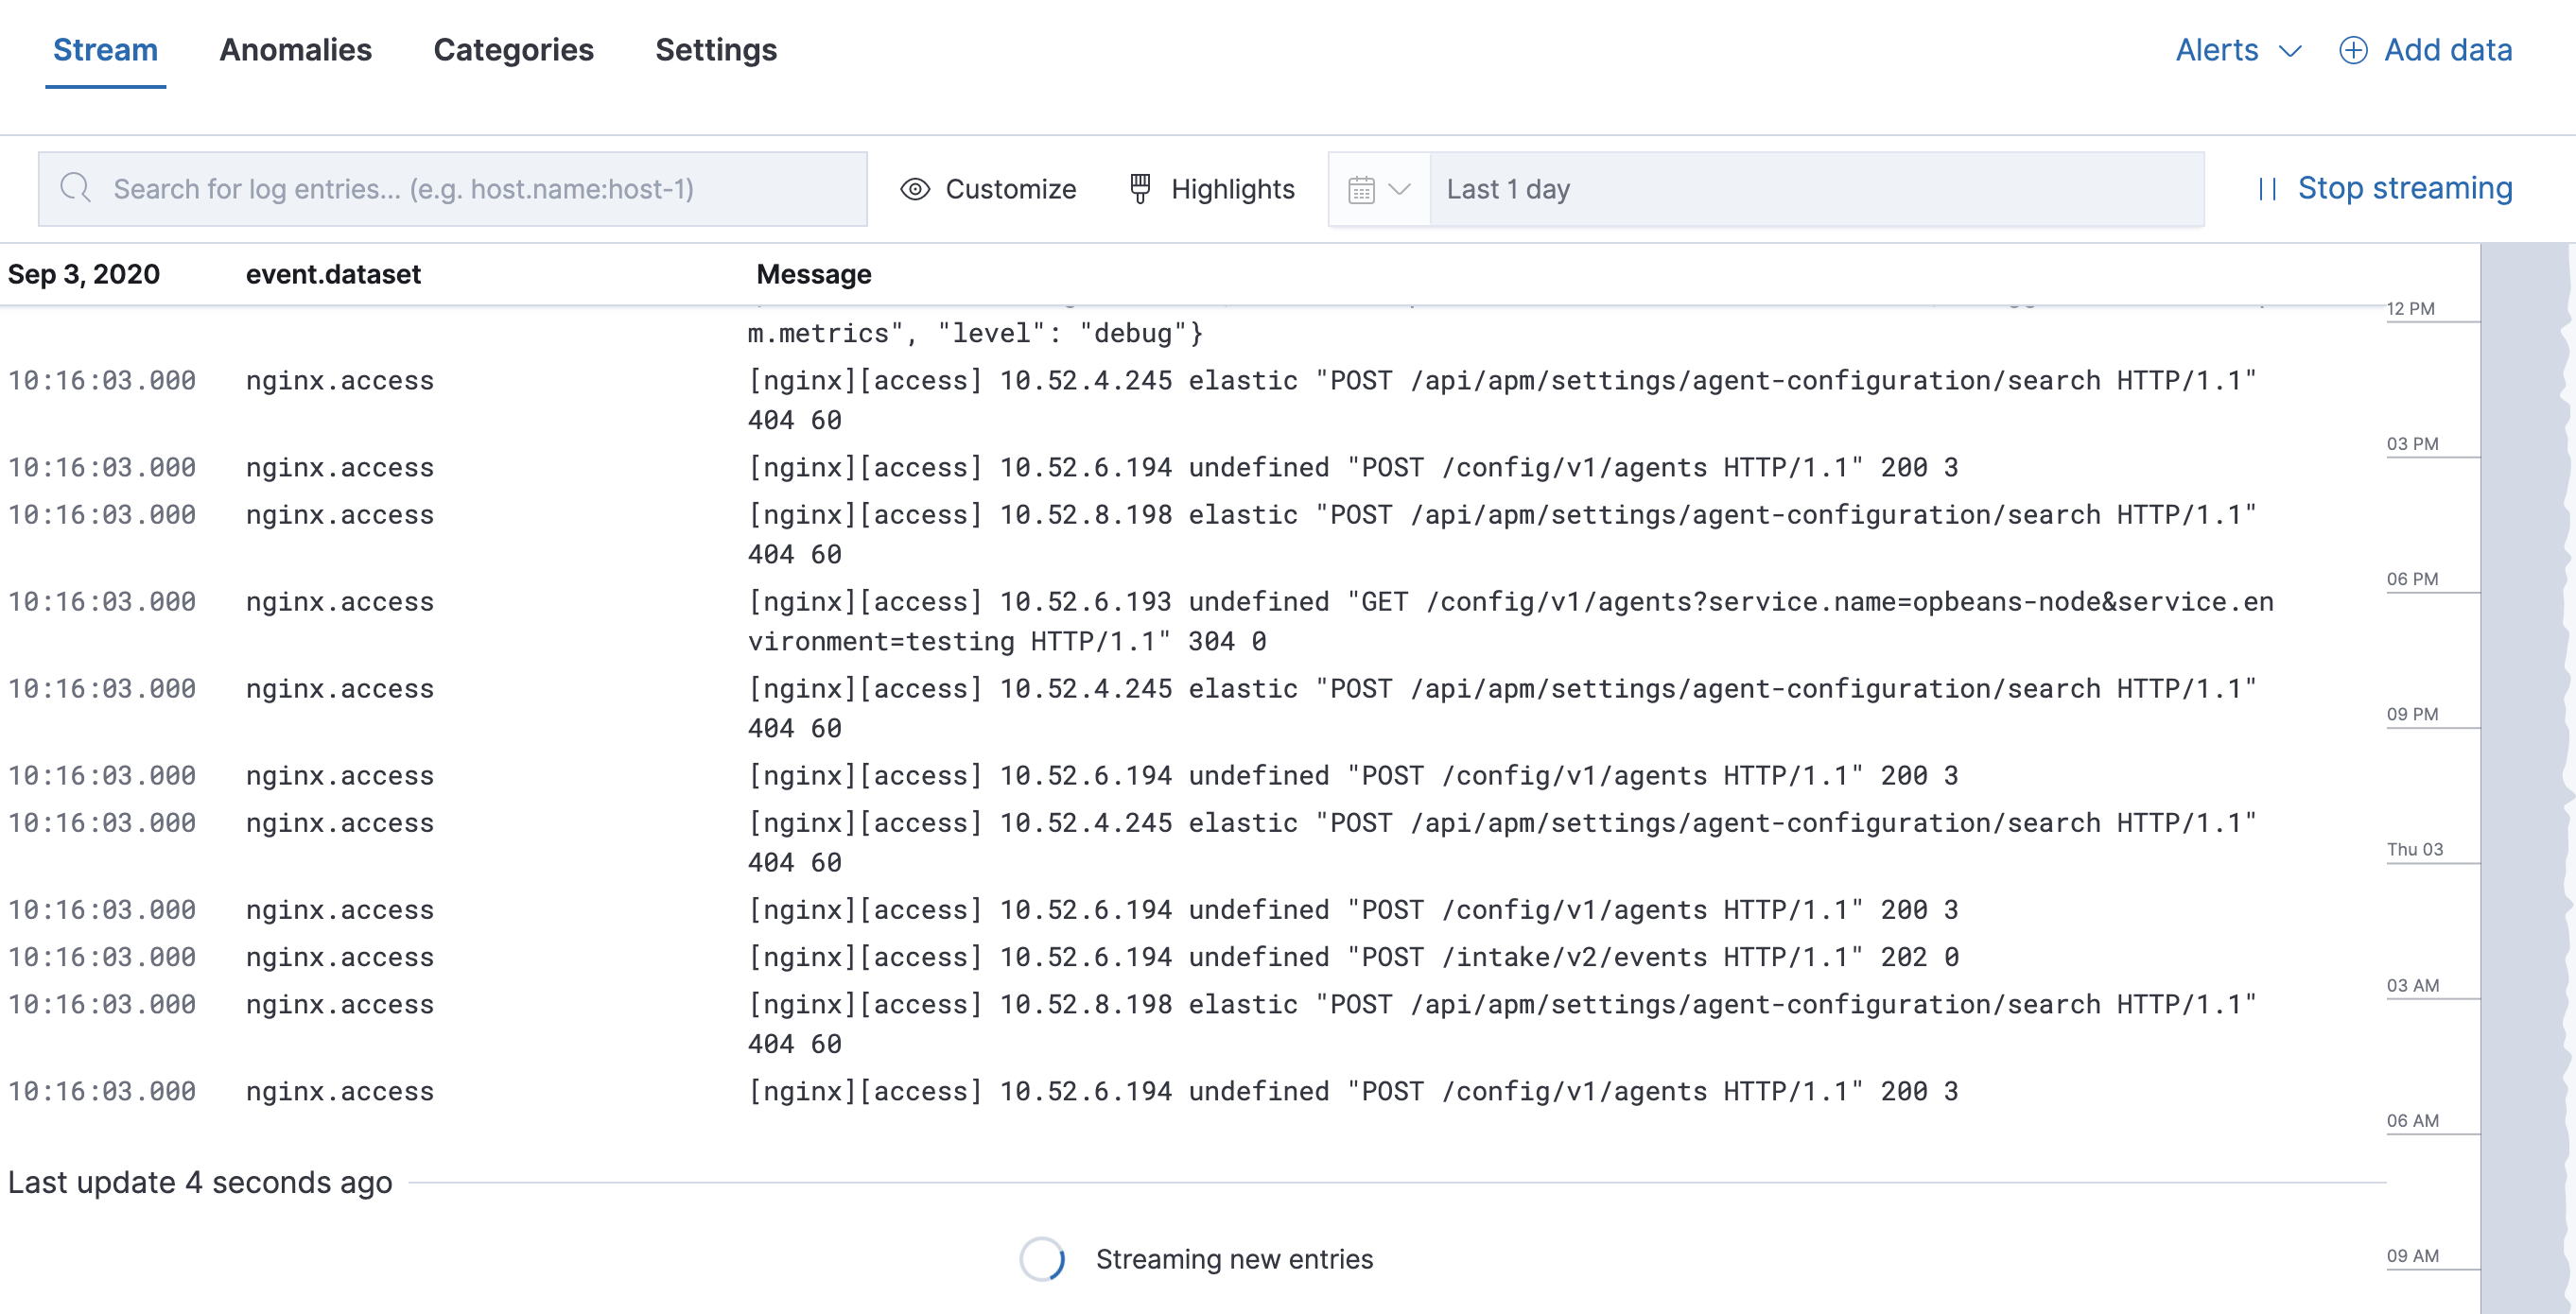 Stream Anomalies Categories Settings Alerts Add data
Search for log entries... (e.g. host.name:host-1) Customize Highlights Last 1 day Stop streaming
Sep 3, 2020 event.dataset Message
12 PM
m.metrics", "level": "debug"}
10:16:03.000 nginx.access [nginx][access] 10.52.4.245 elastic "POST /api/apm/settings/agent-configuration/search HTTP/1.1"
404 60
03 PM
10:16:03.000 nginx.access [nginx][access] 10.52.6.194 undefined "POST /config/v1/agents HTTP/1.1" 200 3
10:16:03.000 nginx.access [nginx][access] 10.52.8.198 elastic "POST /api/apm/settings/agent-configuration/search HTTP/1.1"
404 60
06 PM
10:16:03.000 nginx.access [nginx][access] 10.52.6.193 undefined "GET /config/v1/agents?service.name=opbeans-node&service.en
vironment=testing HTTP/1.1" 304 0
10:16:03.000 nginx.access [nginx][access] 10.52.4.245 elastic "POST /api/apm/settings/agent-configuration/search HTTP/1.1"
09 PM
404 60
10:16:03.000 nginx.access [nginx][access] 10.52.6.194 undefined "POST /config/v1/agents HTTP/1.1" 200 3
10:16:03.000 nginx.access [nginx][access] 10.52.4.245 elastic "POST /api/apm/settings/agent-configuration/search HTTP/1.1"
Thu 03
404 60
10:16:03.000 nginx.access [nginx][access] 10.52.6.194 undefined "POST /config/v1/agents HTTP/1.1" 200 3
10:16:03.000 nginx.access [nginx][access] 10.52.6.194 undefined "POST /intake/v2/events HTTP/1.1" 202 0
03 AM
10:16:03.000 nginx.access [nginx][access] 10.52.8.198 elastic "POST /api/apm/settings/agent-configuration/search HTTP/1.1"
404 60
10:16:03.000 nginx.access [nginx][access] 10.52.6.194 undefined "POST /config/v1/agents HTTP/1.1" 200 3
06 AM
Last update 4 seconds ago
Streaming new entries
09 AM